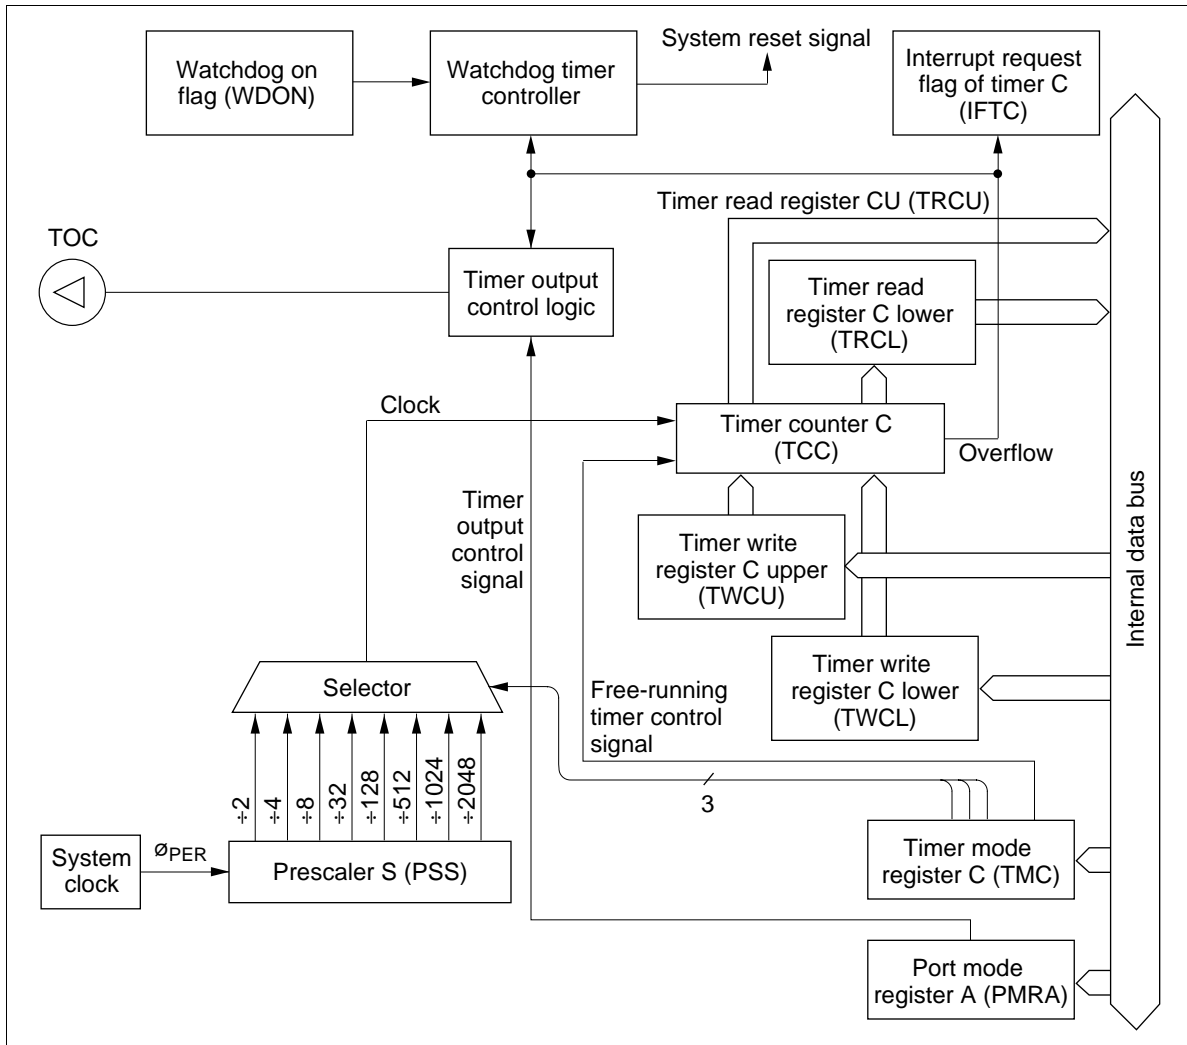 System reset signal
Watchdog on
flag (WDON)
Watchdog timer
controller
Interrupt request
flag of timer C
(IFTC)
Timer read register CU (TRCU)
TOC
Timer output
control logic
Timer read
register C lower
(TRCL)
Clock
Timer counter C
(TCC)
Overflow
Timer
output
control
signal
Timer write
register C upper
(TWCU)
Internal data bus
Timer write
register C lower
(TWCL)
Selector
Free-running
timer control
signal
÷2
÷4
÷8
÷32
÷128
÷512
÷1024
÷2048
3
System
clock
øPER
Prescaler S (PSS)
Timer mode
register C (TMC)
Port mode
register A (PMRA)